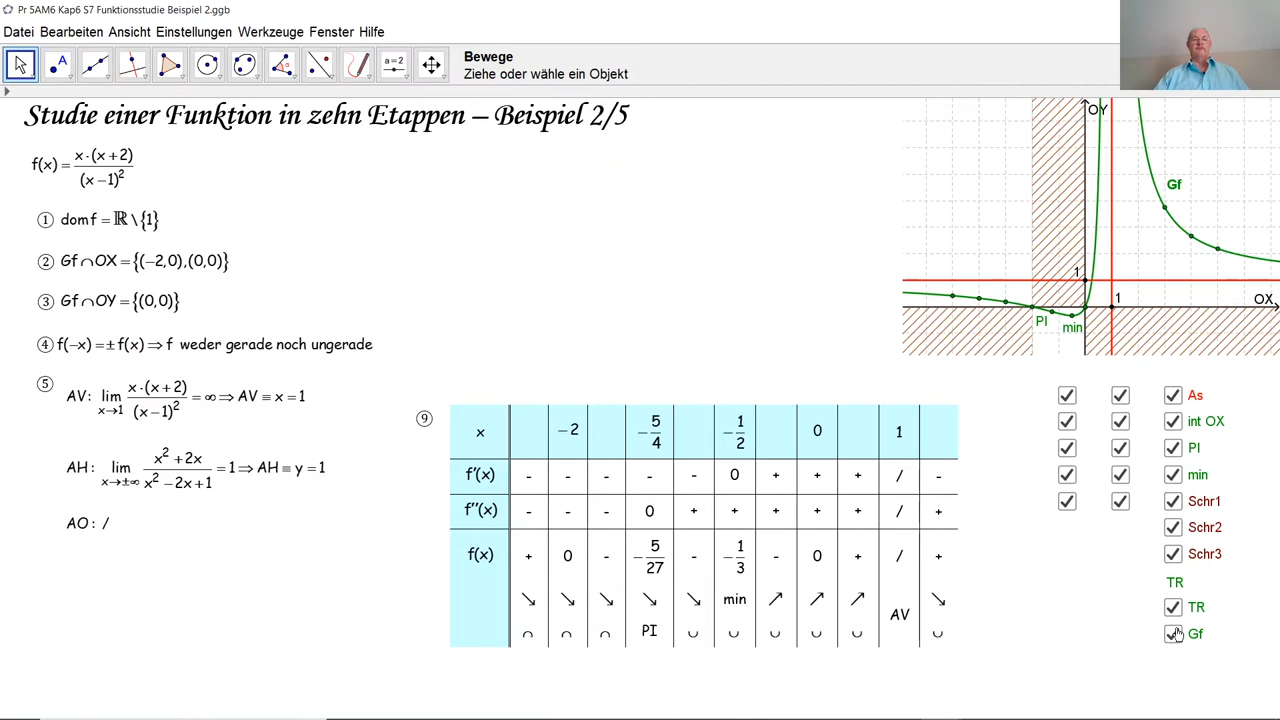 Pr 5AM6 Kap6 S7 Funktionsstudie Beispiel 2.ggb
Datei Bearbeiten Ansicht Einstellungen Werkzeuge Fenster Hilfe
A
a=2
Bewege
Ziehe oder wähle ein Objekt
Studie einer Funktion in zehn Etappen – Beispiel 2/5
f(x) = x·(x+2) / (x−1)²
① dom f = ℝ \ {1}
② Gf ∩ OX = {(−2,0),(0,0)}
③ Gf ∩ OY = {(0,0)}
④ f(−x) = ± f(x) ⇒ f weder gerade noch ungerade
⑤
AV: lim x→1 x·(x+2) / (x−1)² = ∞ ⇒ AV ≡ x = 1
AH: lim x→±∞ x²+2x / x²−2x+1 = 1 ⇒ AH ≡ y = 1
AO: /
⑨
x −2 −5/4 −1/2 0 1
f'(x) - - - - - 0 + + + / -
f''(x) - - - 0 + + + + + / +
f(x) + 0 - −5/27 - −1/3 - 0 + / +
↘ ↘ ↘ ↘ ↘ min ↗ ↗ ↗ AV ↘
∩ ∩ ∩ PI ∪ ∪ ∪ ∪ ∪ ∪
OY
Gf
1
1
OX
PI
min
As
int OX
PI
min
Schr1
Schr2
Schr3
TR
TR
Gf